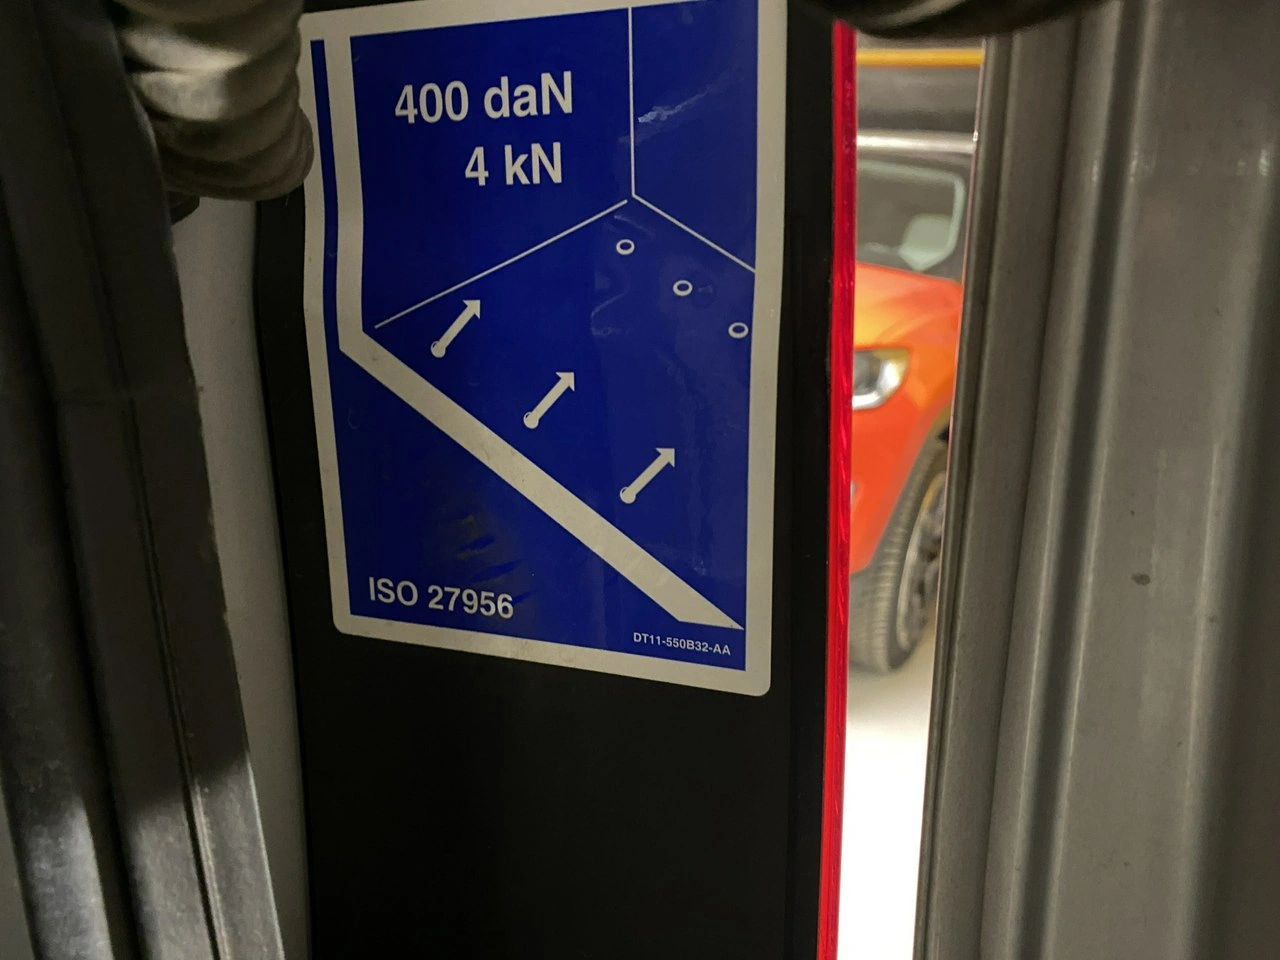 400 daN
4 kN
ISO 27956
DT11-550B32-AA